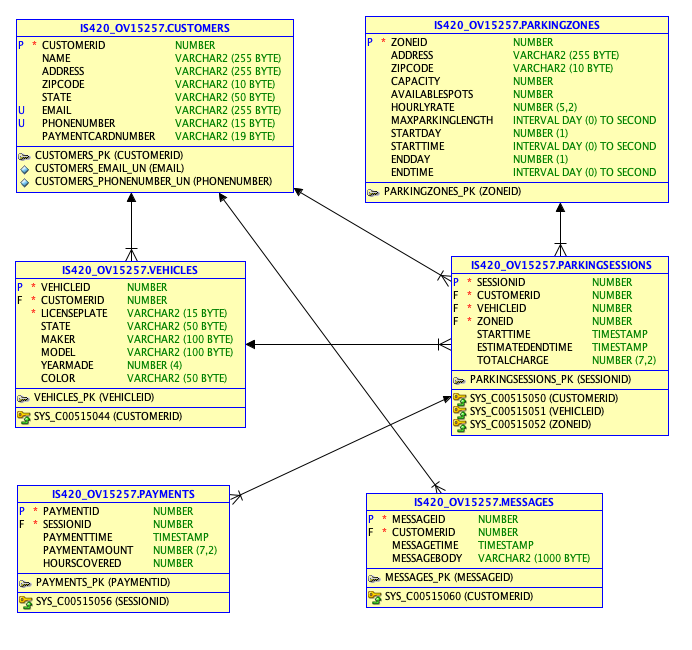 IS420_OV15257.CUSTOMERS
P * CUSTOMERID NUMBER
NAME VARCHAR2 (255 BYTE)
ADDRESS VARCHAR2 (255 BYTE)
ZIPCODE VARCHAR2 (10 BYTE)
STATE VARCHAR2 (50 BYTE)
U EMAIL VARCHAR2 (255 BYTE)
U PHONENUMBER VARCHAR2 (15 BYTE)
PAYMENTCARDNUMBER VARCHAR2 (19 BYTE)
CUSTOMERS_PK (CUSTOMERID)
CUSTOMERS_EMAIL_UN (EMAIL)
CUSTOMERS_PHONENUMBER_UN (PHONENUMBER)
IS420_OV15257.PARKINGZONES
P * ZONEID NUMBER
ADDRESS VARCHAR2 (255 BYTE)
ZIPCODE VARCHAR2 (10 BYTE)
CAPACITY NUMBER
AVAILABLESPOTS NUMBER
HOURLYRATE NUMBER (5,2)
MAXPARKINGLENGTH INTERVAL DAY (0) TO SECOND
STARTDAY NUMBER (1)
STARTTIME INTERVAL DAY (0) TO SECOND
ENDDAY NUMBER (1)
ENDTIME INTERVAL DAY (0) TO SECOND
PARKINGZONES_PK (ZONEID)
IS420_OV15257.VEHICLES
P * VEHICLEID NUMBER
F * CUSTOMERID NUMBER
* LICENSEPLATE VARCHAR2 (15 BYTE)
STATE VARCHAR2 (50 BYTE)
MAKER VARCHAR2 (100 BYTE)
MODEL VARCHAR2 (100 BYTE)
YEARMADE NUMBER (4)
COLOR VARCHAR2 (50 BYTE)
VEHICLES_PK (VEHICLEID)
SYS_C00515044 (CUSTOMERID)
IS420_OV15257.PARKINGSESSIONS
P * SESSIONID NUMBER
F * CUSTOMERID NUMBER
F * VEHICLEID NUMBER
F * ZONEID NUMBER
STARTTIME TIMESTAMP
ESTIMATEDENDTIME TIMESTAMP
TOTALCHARGE NUMBER (7,2)
PARKINGSESSIONS_PK (SESSIONID)
SYS_C00515050 (CUSTOMERID)
SYS_C00515051 (VEHICLEID)
SYS_C00515052 (ZONEID)
IS420_OV15257.PAYMENTS
P * PAYMENTID NUMBER
F * SESSIONID NUMBER
PAYMENTTIME TIMESTAMP
PAYMENTAMOUNT NUMBER (7,2)
HOURSCOVERED NUMBER
PAYMENTS_PK (PAYMENTID)
SYS_C00515056 (SESSIONID)
IS420_OV15257.MESSAGES
P * MESSAGEID NUMBER
F * CUSTOMERID NUMBER
MESSAGETIME TIMESTAMP
MESSAGEBODY VARCHAR2 (1000 BYTE)
MESSAGES_PK (MESSAGEID)
SYS_C00515060 (CUSTOMERID)